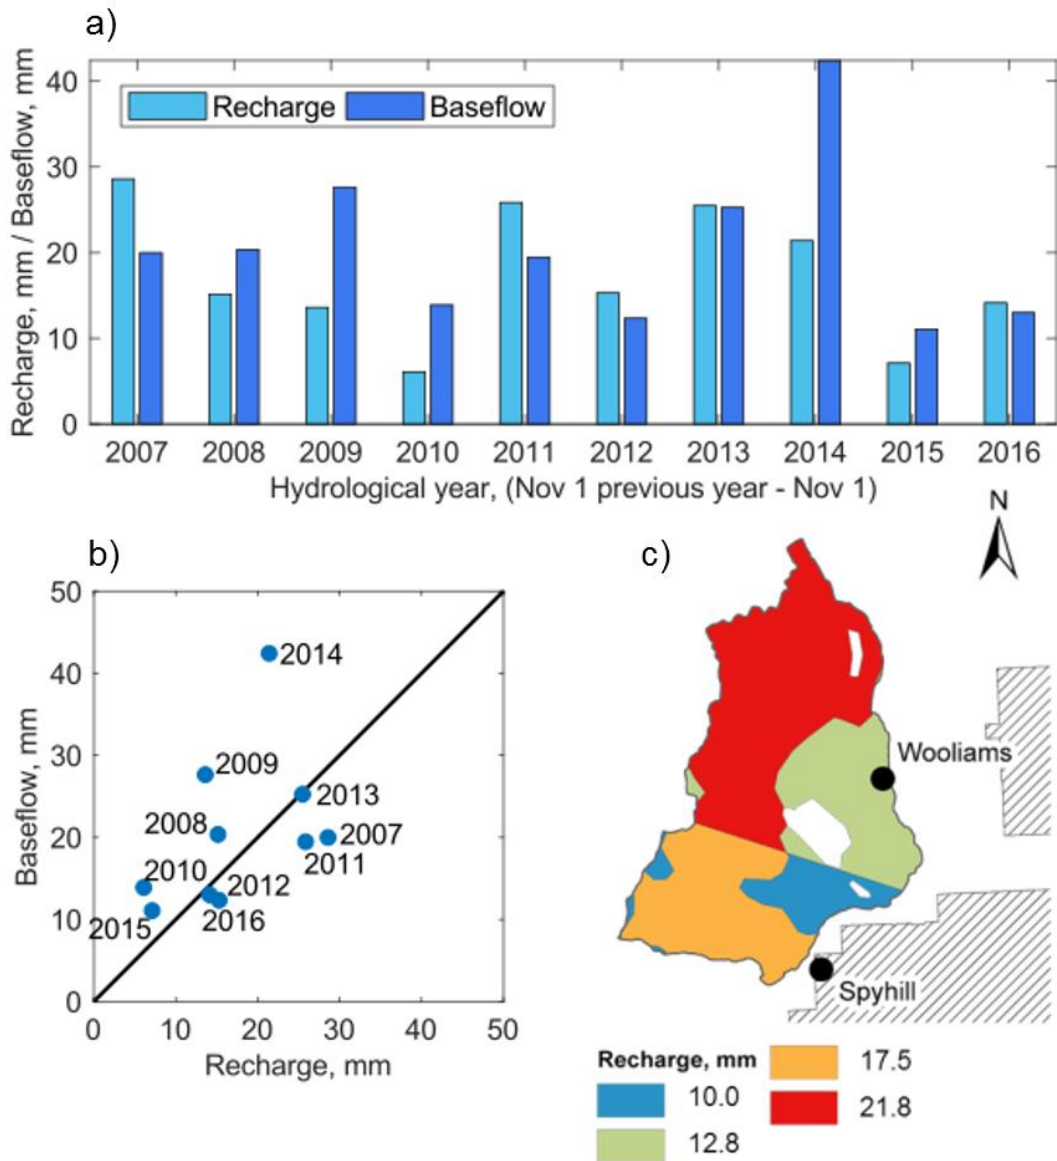 a)
Recharge, mm / Baseflow, mm
40
30
20
10
0
Recharge Baseflow
2007 2008 2009 2010 2011 2012 2013 2014 2015 2016
Hydrological year, (Nov 1 previous year - Nov 1)
b)
Baseflow, mm
50
40
30
20
10
0
2014
2009
2013
2008
2007
2011
2010
2012
2016
2015
0 10 20 30 40 50
Recharge, mm
c)
N
Wooliams
Spyhill
Recharge, mm
10.0
12.8
17.5
21.8